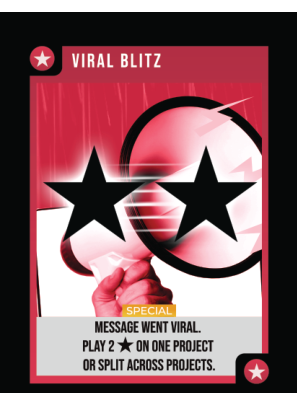 VIRAL BLITZ
SPECIAL
MESSAGE WENT VIRAL.
PLAY 2 ★ ON ONE PROJECT
OR SPLIT ACROSS PROJECTS.